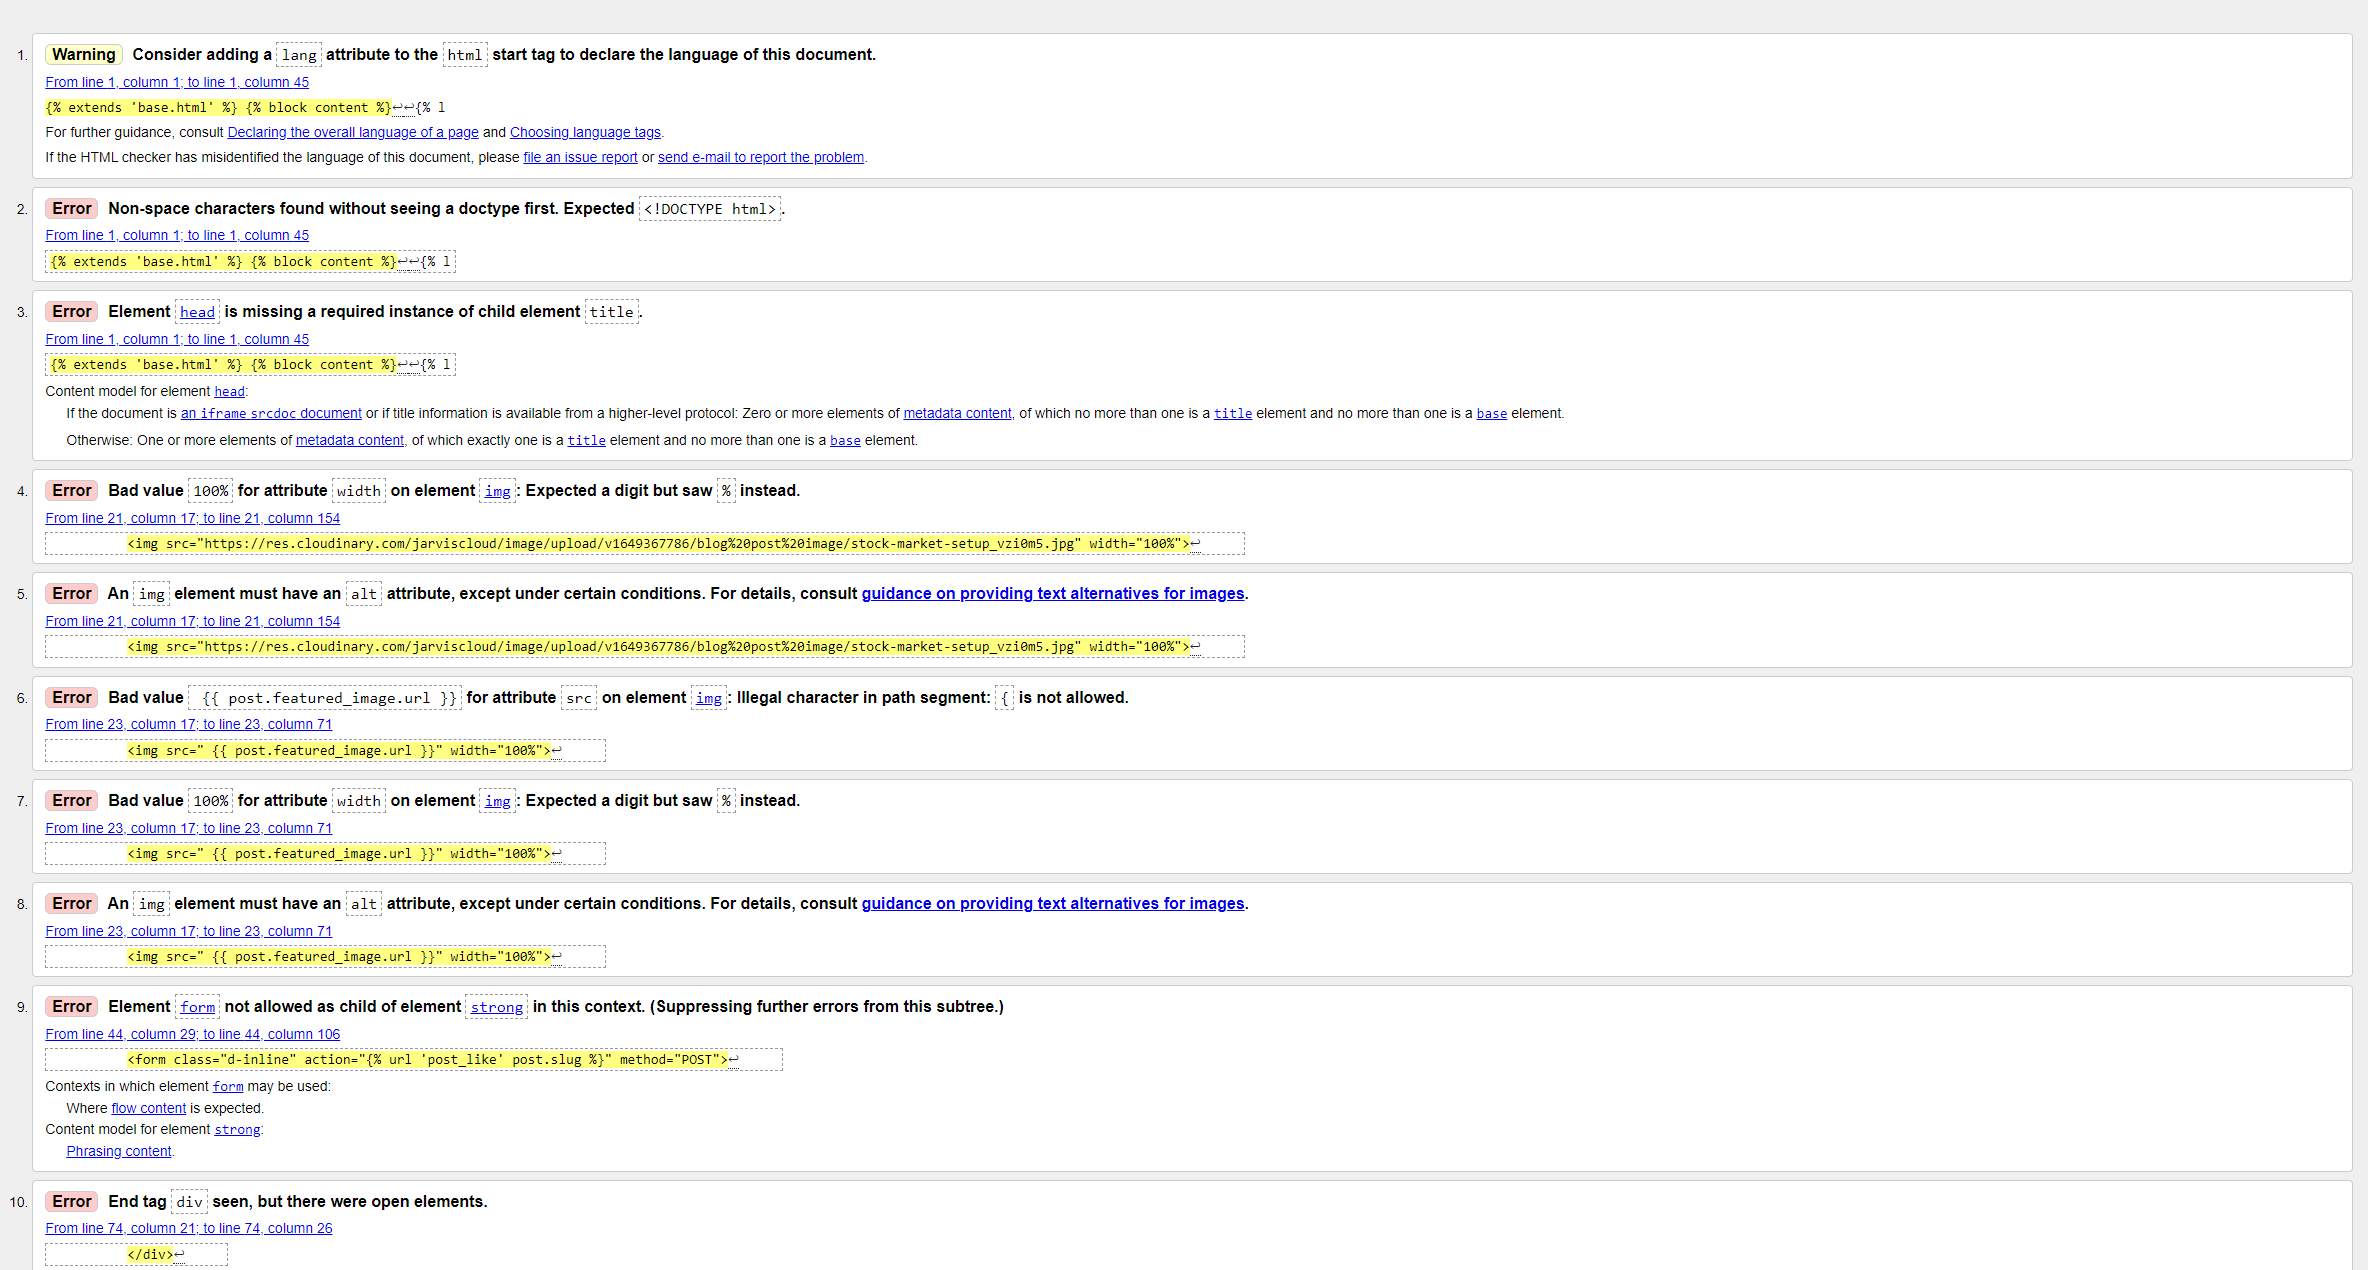 1. Warning Consider adding a lang attribute to the html start tag to declare the language of this document.
From line 1, column 1; to line 1, column 45
{% extends 'base.html' %} {% block content %}↩↩{% l
For further guidance, consult Declaring the overall language of a page and Choosing language tags.
If the HTML checker has misidentified the language of this document, please file an issue report or send e-mail to report the problem.
2. Error Non-space characters found without seeing a doctype first. Expected <!DOCTYPE html>.
From line 1, column 1; to line 1, column 45
{% extends 'base.html' %} {% block content %}↩↩{% l
3. Error Element head is missing a required instance of child element title.
From line 1, column 1; to line 1, column 45
{% extends 'base.html' %} {% block content %}↩↩{% l
Content model for element head:
If the document is an iframe srcdoc document or if title information is available from a higher-level protocol: Zero or more elements of metadata content, of which no more than one is a title element and no more than one is a base element.
Otherwise: One or more elements of metadata content, of which exactly one is a title element and no more than one is a base element.
4. Error Bad value 100% for attribute width on element img: Expected a digit but saw % instead.
From line 21, column 17; to line 21, column 154
<img src="https://res.cloudinary.com/jarviscloud/image/upload/v1649367786/blog%20post%20image/stock-market-setup_vzi0m5.jpg" width="100%">↩
5. Error An img element must have an alt attribute, except under certain conditions. For details, consult guidance on providing text alternatives for images.
From line 21, column 17; to line 21, column 154
<img src="https://res.cloudinary.com/jarviscloud/image/upload/v1649367786/blog%20post%20image/stock-market-setup_vzi0m5.jpg" width="100%">↩
6. Error Bad value {{ post.featured_image.url }} for attribute src on element img: Illegal character in path segment: { is not allowed.
From line 23, column 17; to line 23, column 71
<img src=" {{ post.featured_image.url }}" width="100%">↩
7. Error Bad value 100% for attribute width on element img: Expected a digit but saw % instead.
From line 23, column 17; to line 23, column 71
<img src=" {{ post.featured_image.url }}" width="100%">↩
8. Error An img element must have an alt attribute, except under certain conditions. For details, consult guidance on providing text alternatives for images.
From line 23, column 17; to line 23, column 71
<img src=" {{ post.featured_image.url }}" width="100%">↩
9. Error Element form not allowed as child of element strong in this context. (Suppressing further errors from this subtree.)
From line 44, column 29; to line 44, column 106
<form class="d-inline" action="{% url 'post_like' post.slug %}" method="POST">↩
Contexts in which element form may be used:
Where flow content is expected.
Content model for element strong:
Phrasing content.
10. Error End tag div seen, but there were open elements.
From line 74, column 21; to line 74, column 26
</div>↩